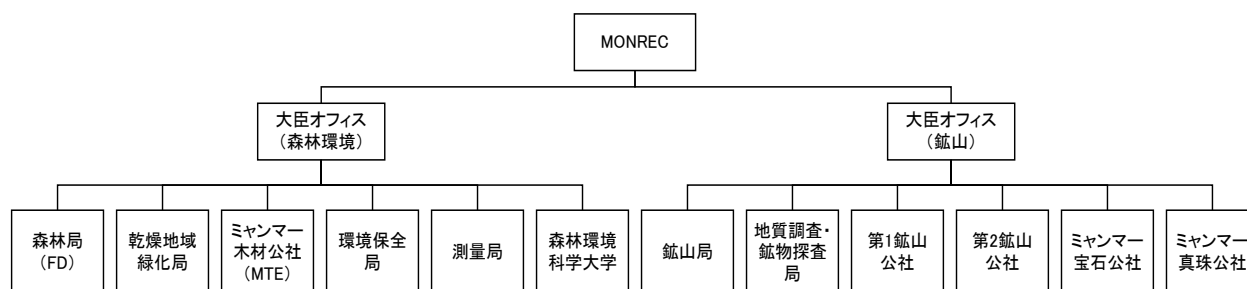 MONREC
大臣オフィス
（森林環境）
大臣オフィス
（鉱山）
森林局
(FD)
乾燥地域
緑化局
ミャンマー
木材公社
(MTE)
環境保全
局
測量局
森林環境
科学大学
鉱山局
地質調査・
鉱物探査
局
第1鉱山
公社
第2鉱山
公社
ミャンマー
宝石公社
ミャンマー
真珠公社